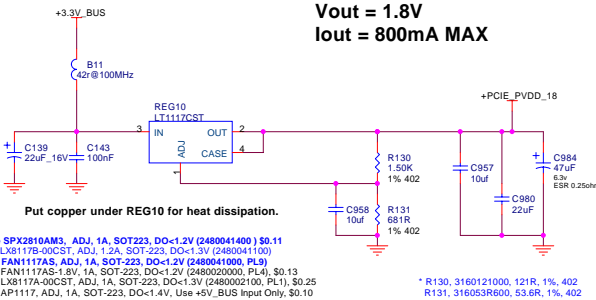 Vout = 1.8V
Iout = 800mA MAX
+3.3V_BUS
B11
42r@100MHz
+PCIE_PVDD_18
REG10
LT1117CST
3
IN
OUT
2
CASE
4
ADJ
1
C139
22uF_16V
C143
100nF
R130
1.50K
1% 402
R131
681R
1% 402
C958
10uf
C957
10uf
C980
22uF
C984
47uF
6.3v
ESR 0.25ohm
Put copper under REG10 for heat dissipation.
SPX2810AM3, ADJ, 1A, SOT223, DO<1.2V (2480041400 ) $0.11
LX8117B-00CST, ADJ, 1.2A, SOT-223, DO<1.3V (2480041100)
FAN1117AS, ADJ, 1A, SOT223, DO<1.2V (2480041000, PL9)
FAN1117AS-1.8V, 1A, SOT-223, DO<1.2V (2480020000, PL4), $0.13
LX8117A-00CST, ADJ, 1A, SOT-223, DO<1.3V (2480002100, PL1), $0.25
AP1117, ADJ, 1A, SOT-223, DO<1.4V, Use +5V_BUS Input Only, $0.10
* R130, 3160121000, 121R, 1%, 402
R131, 316053R600, 53.6R, 1%, 402